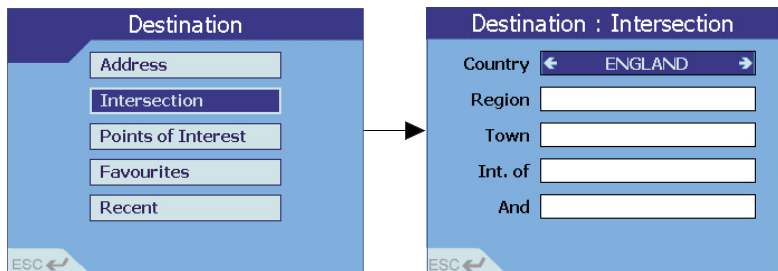 Destination
Address
Intersection
Points of Interest
Favourites
Recent
ESC
Destination : Intersection
Country ENGLAND
Region
Town
Int. of
And
ESC